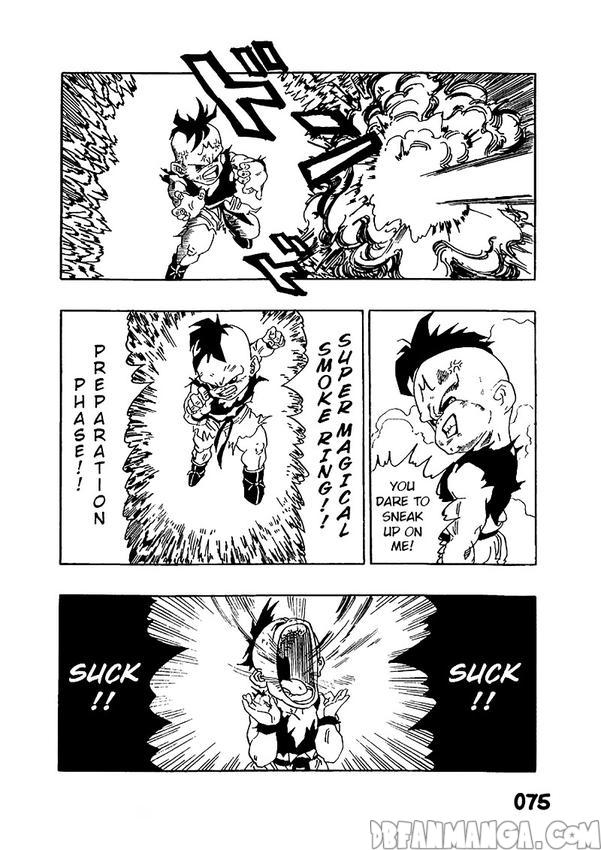 YOU
DARE TO
SNEAK
UP ON
ME!
SUPER MAGICAL
SMOKE RING!!
PREPARATION
PHASE!!
SUCK
!!
SUCK
!!
075
DBFANMANGA.COM